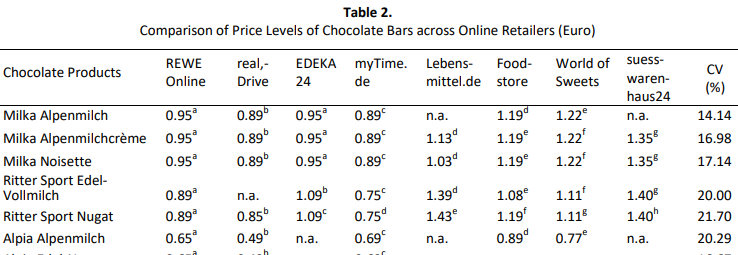 Table 2.
Comparison of Price Levels of Chocolate Bars across Online Retailers (Euro)
Chocolate Products REWE Online real,- Drive EDEKA 24 myTime. de Lebens- mittel.de Food- store World of Sweets suess- waren- haus24 CV (%)
Milka Alpenmilch 0.95a 0.89b 0.95a 0.89c n.a. 1.19d 1.22e n.a. 14.14
Milka Alpenmilchcrème 0.95a 0.89b 0.95a 0.89c 1.13d 1.19e 1.22f 1.35g 16.98
Milka Noisette 0.95a 0.89b 0.95a 0.89c 1.03d 1.19e 1.22f 1.35g 17.14
Ritter Sport Edel-
Vollmilch 0.89a n.a. 1.09b 0.75c 1.39d 1.08e 1.11f 1.40g 20.00
Ritter Sport Nugat 0.89a 0.85b 1.09c 0.75d 1.43e 1.19f 1.11g 1.40h 21.70
Alpia Alpenmilch 0.65a 0.49b n.a. 0.69c n.a. 0.89d 0.77e n.a. 20.29